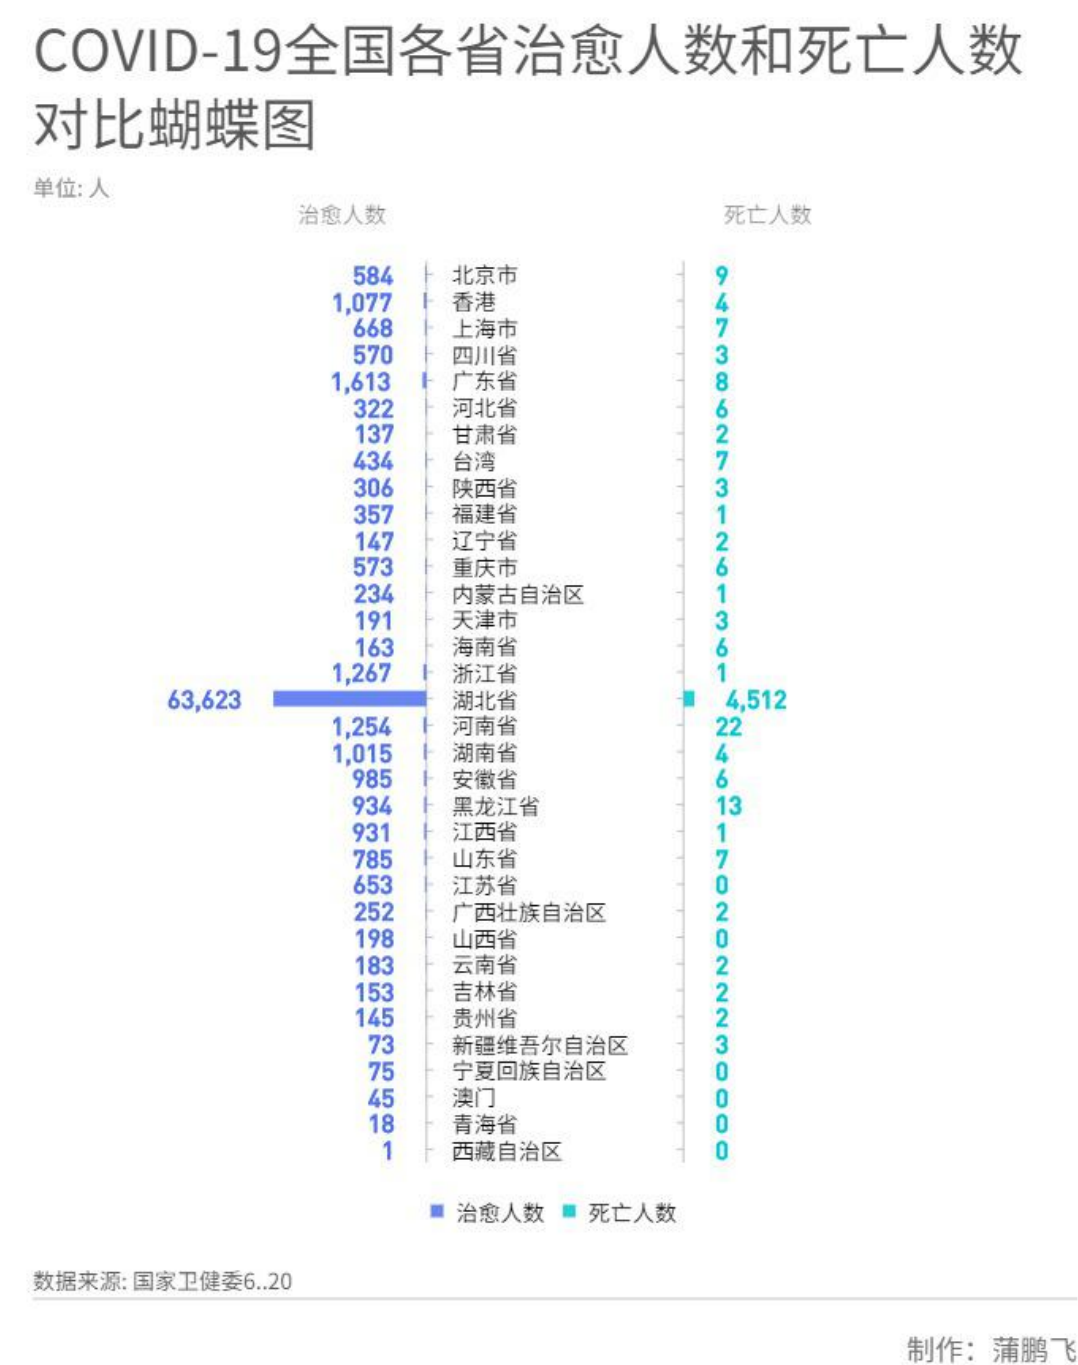 COVID-19全国各省治愈人数和死亡人数
对比蝴蝶图
单位: 人
治愈人数 死亡人数
584 北京市 9
1,077 香港 4
668 上海市 7
570 四川省 3
1,613 广东省 8
322 河北省 6
137 甘肃省 2
434 台湾 7
306 陕西省 3
357 福建省 1
147 辽宁省 2
573 重庆市 6
234 内蒙古自治区 1
191 天津市 3
163 海南省 6
1,267 浙江省 1
63,623 湖北省 4,512
1,254 河南省 22
1,015 湖南省 4
985 安徽省 6
934 黑龙江省 13
931 江西省 1
785 山东省 7
653 江苏省 0
252 广西壮族自治区 2
198 山西省 0
183 云南省 2
153 吉林省 2
145 贵州省 2
73 新疆维吾尔自治区 3
75 宁夏回族自治区 0
45 澳门 0
18 青海省 0
1 西藏自治区 0
治愈人数 死亡人数
数据来源: 国家卫健委6..20
制作：蒲鹏飞